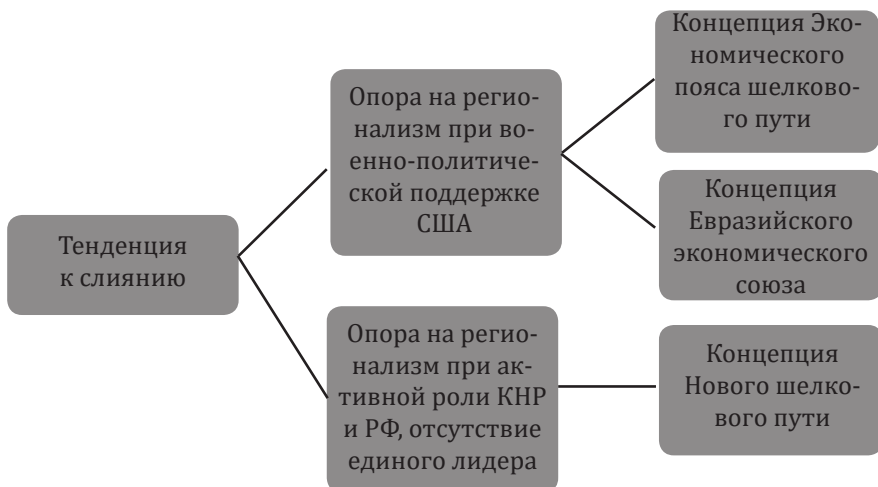 Тенденция
к слиянию
Опора на регио-
нализм при во-
енно-политиче-
ской поддержке
США
Опора на регио-
нализм при ак-
тивной роли КНР
и РФ, отсутствие
единого лидера
Концепция Эко-
номического
пояса шелково-
го пути
Концепция
Евразийского
экономического
союза
Концепция
Нового шелко-
вого пути